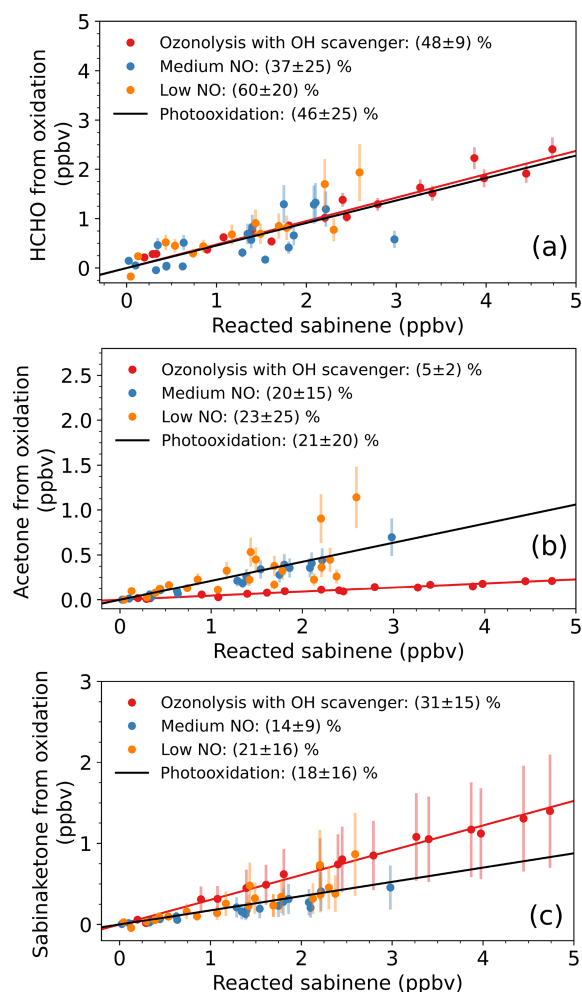 5
4
3
2
1
0
HCHO from oxidation
(ppbv)
Ozonolysis with OH scavenger: (48±9) %
Medium NO: (37±25) %
Low NO: (60±20) %
Photooxidation: (46±25) %
(a)
0 1 2 3 4 5
Reacted sabinene (ppbv)
2.5
2.0
1.5
1.0
0.5
0.0
Acetone from oxidation
(ppbv)
Ozonolysis with OH scavenger: (5±2) %
Medium NO: (20±15) %
Low NO: (23±25) %
Photooxidation: (21±20) %
(b)
0 1 2 3 4 5
Reacted sabinene (ppbv)
3
2
1
0
Sabinaketone from oxidation
(ppbv)
Ozonolysis with OH scavenger: (31±15) %
Medium NO: (14±9) %
Low NO: (21±16) %
Photooxidation: (18±16) %
(c)
0 1 2 3 4 5
Reacted sabinene (ppbv)